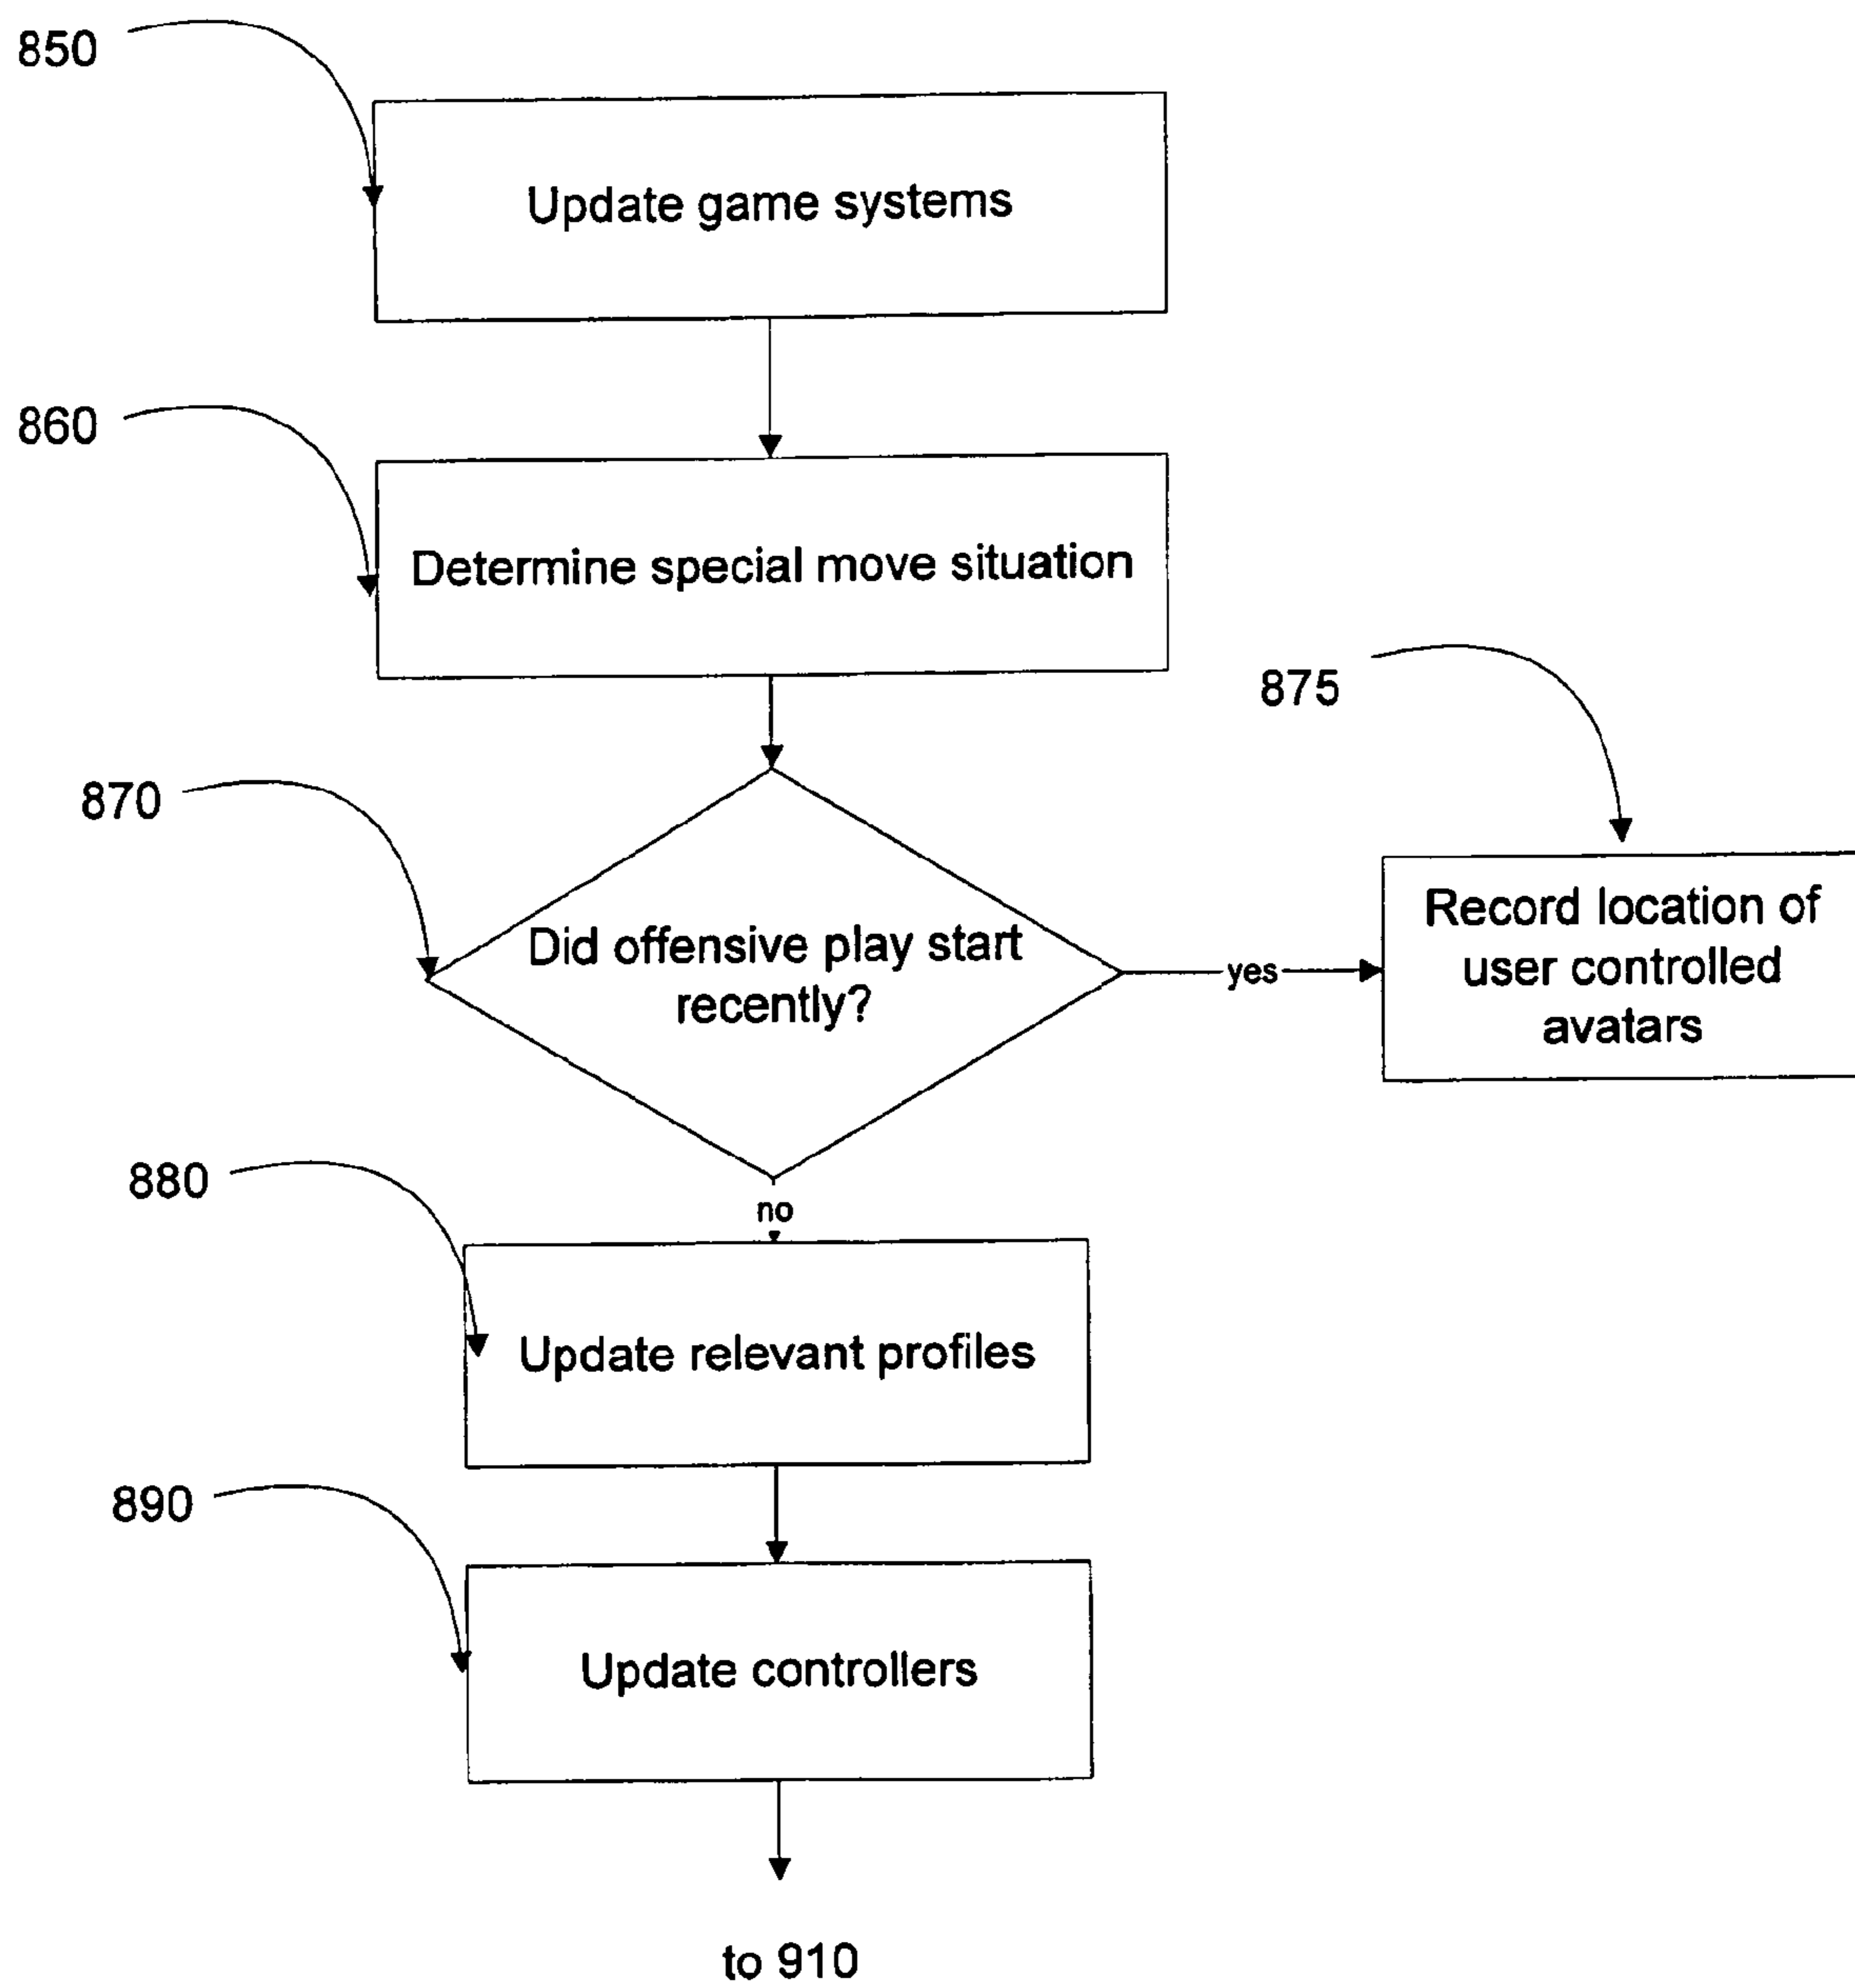 850
Update game systems
860
Determine special move situation
875
870
Did offensive play start
recently?
yes
Record location of
user controlled
avatars
880
no
Update relevant profiles
890
Update controllers
to 910